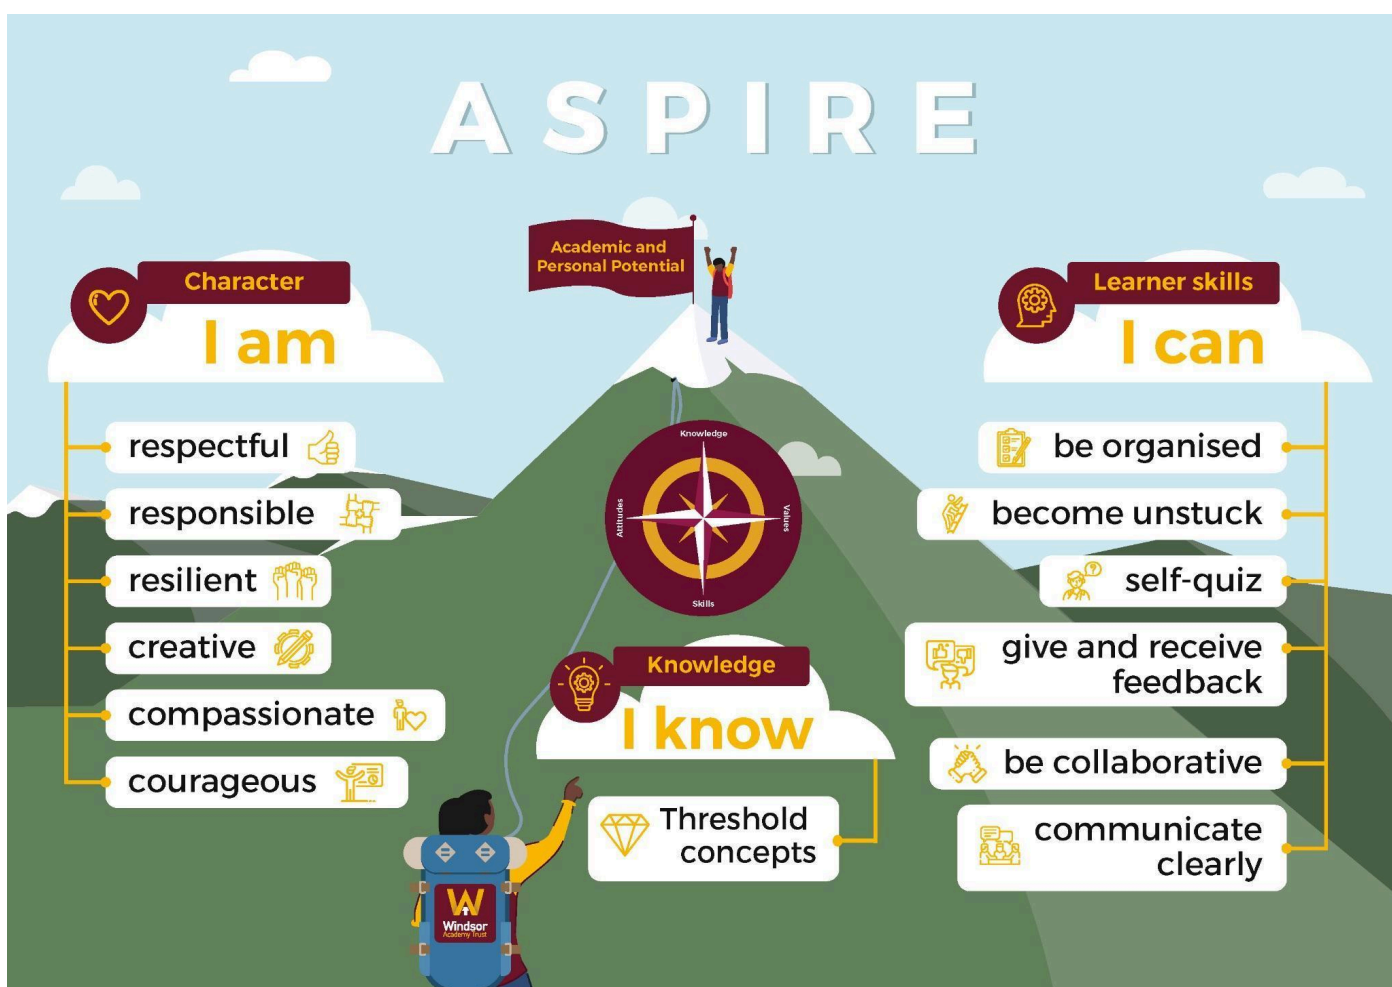 ASPIRE
Academic and
Personal Potential
Character
I am
respectful
responsible
resilient
creative
compassionate
courageous
Knowledge
Attitudes
Values
Skills
Knowledge
I know
Threshold
concepts
Learner skills
I can
be organised
become unstuck
self-quiz
give and receive
feedback
be collaborative
communicate
clearly
W
Windsor
Academy Trust